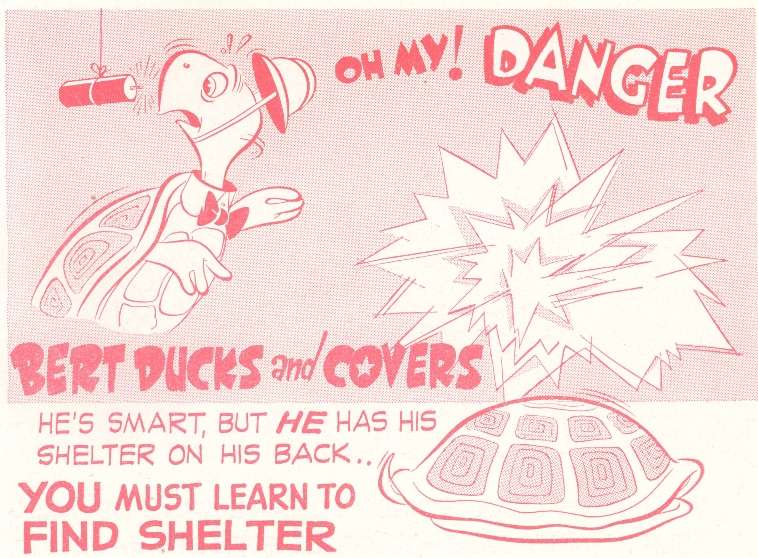 OH MY! DANGER
BERT DUCKS and COVERS
HE'S SMART, BUT HE HAS HIS
SHELTER ON HIS BACK..
YOU MUST LEARN TO
FIND SHELTER